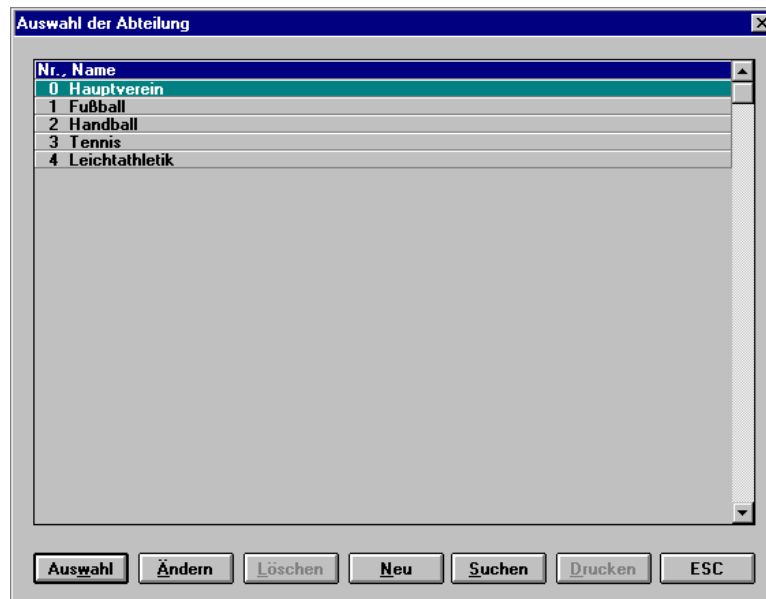 Auswahl der Abteilung
Nr., Name
0 Hauptverein
1 Fußball
2 Handball
3 Tennis
4 Leichtathletik
Auswahl Ändern Löschen Neu Suchen Drucken ESC